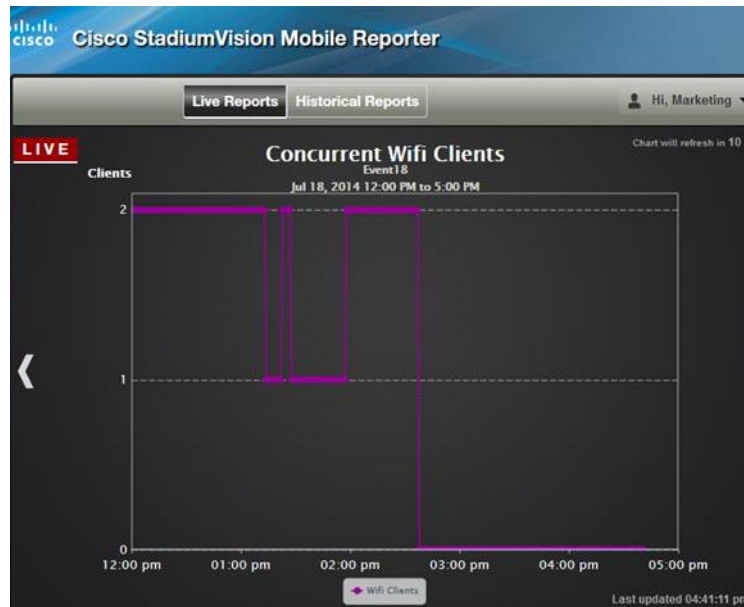 CISCO
Cisco StadiumVision Mobile Reporter
Live Reports Historical Reports Hi, Marketing
LIVE
Chart will refresh in 10
Concurrent Wifi Clients
Event18
Jul 18, 2014 12:00 PM to 5:00 PM
Clients
2
1
0
12:00 pm 01:00 pm 02:00 pm 03:00 pm 04:00 pm 05:00 pm
Wifi Clients
Last updated 04:41:11 pm